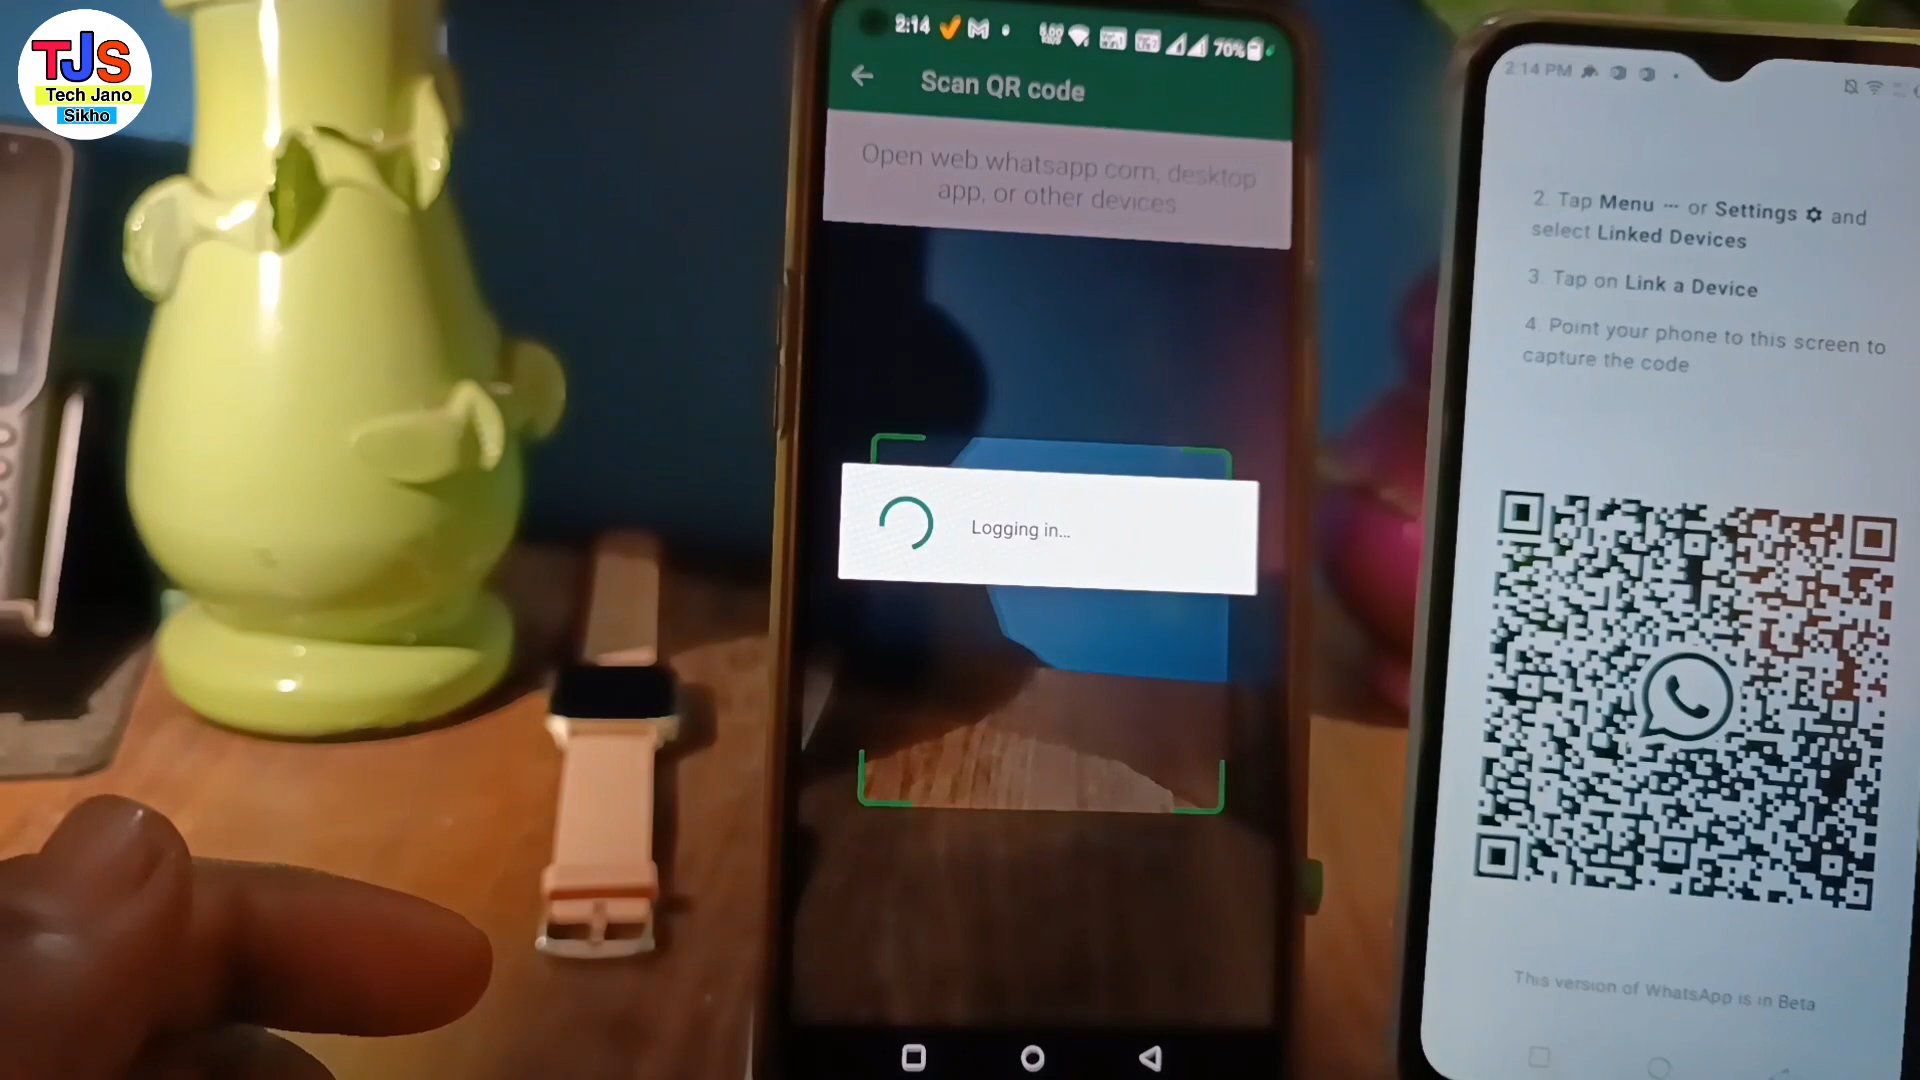 TJS
Tech Jano
Sikho
2:14
70%
Scan QR code
Open web.whatsapp.com, desktop
app, or other devices
Logging in...
2:14 PM
2. Tap Menu ··· or Settings and
select Linked Devices
3. Tap on Link a Device
4. Point your phone to this screen to
capture the code
This version of WhatsApp is in Beta